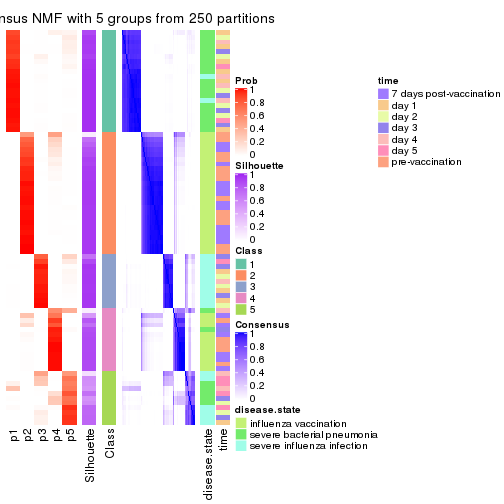 nsus NMF with 5 groups from 250 partitions
Prob
1
0.8
0.6
0.4
0.2
0
Silhouette
1
0.8
0.6
0.4
0.2
0
Class
1
2
3
4
5
Consensus
1
0.8
0.6
0.4
0.2
0
disease.state
influenza vaccination
severe bacterial pneumonia
severe influenza infection
time
7 days post-vaccination
day 1
day 2
day 3
day 4
day 5
pre-vaccination
p1
p2
p3
p4
p5
Silhouette
Class
disease.state
time